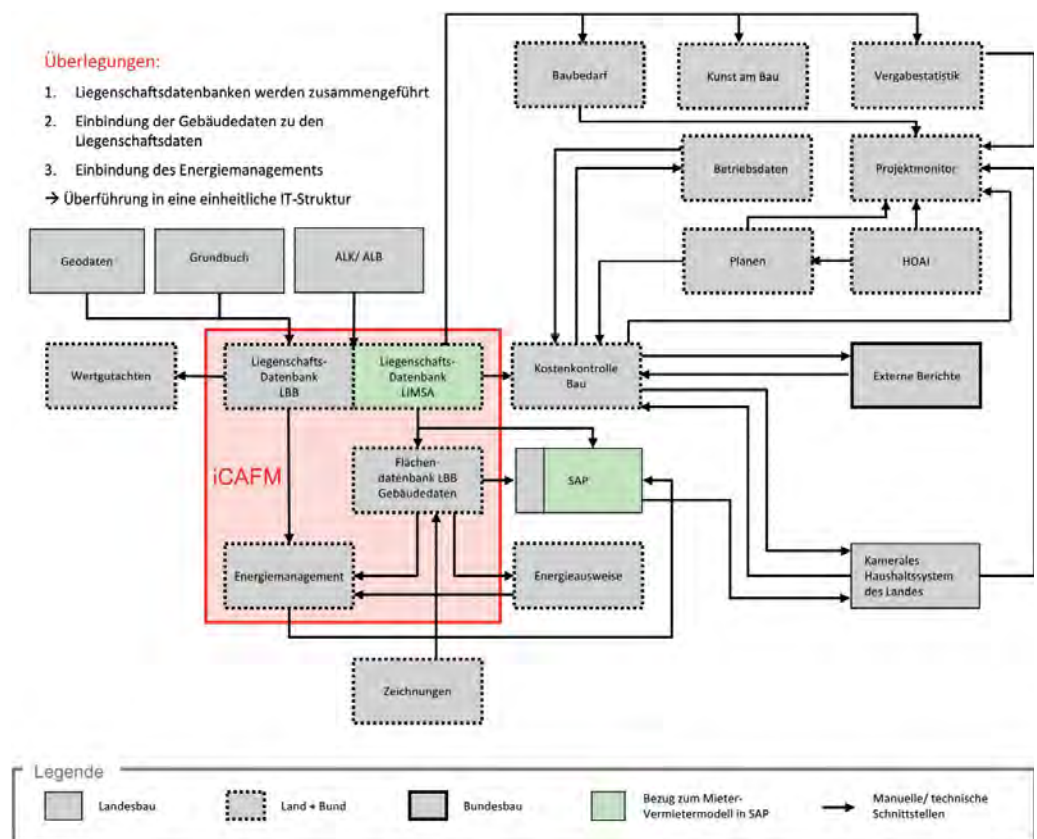 Überlegungen:
1. Liegenschaftsdatenbanken werden zusammengeführt
2. Einbindung der Gebäudedaten zu den
Liegenschaftsdaten
3. Einbindung des Energiemanagements
→ Überführung in eine einheitliche IT-Struktur
Baubedarf
Kunst am Bau
Vergabestatistik
Betriebsdaten
Projektmonitor
Geodaten
Grundbuch
ALK/ ALB
Planen
HOAI
Wertgutachten
Liegenschafts-
Datenbank
LBB
Liegenschafts-
Datenbank
LIMSA
Kostenkontrolle
Bau
Externe Berichte
iCAFM
Flächen-
datenbank LBB
Gebäudedaten
SAP
Energiemanagement
Energieausweise
Kamerales
Haushaltssystem
des Landes
Zeichnungen
Legende
Landesbau
Land + Bund
Bundesbau
Bezug zum Mieter-
Vermietermodell in SAP
Manuelle/ technische
Schnittstellen